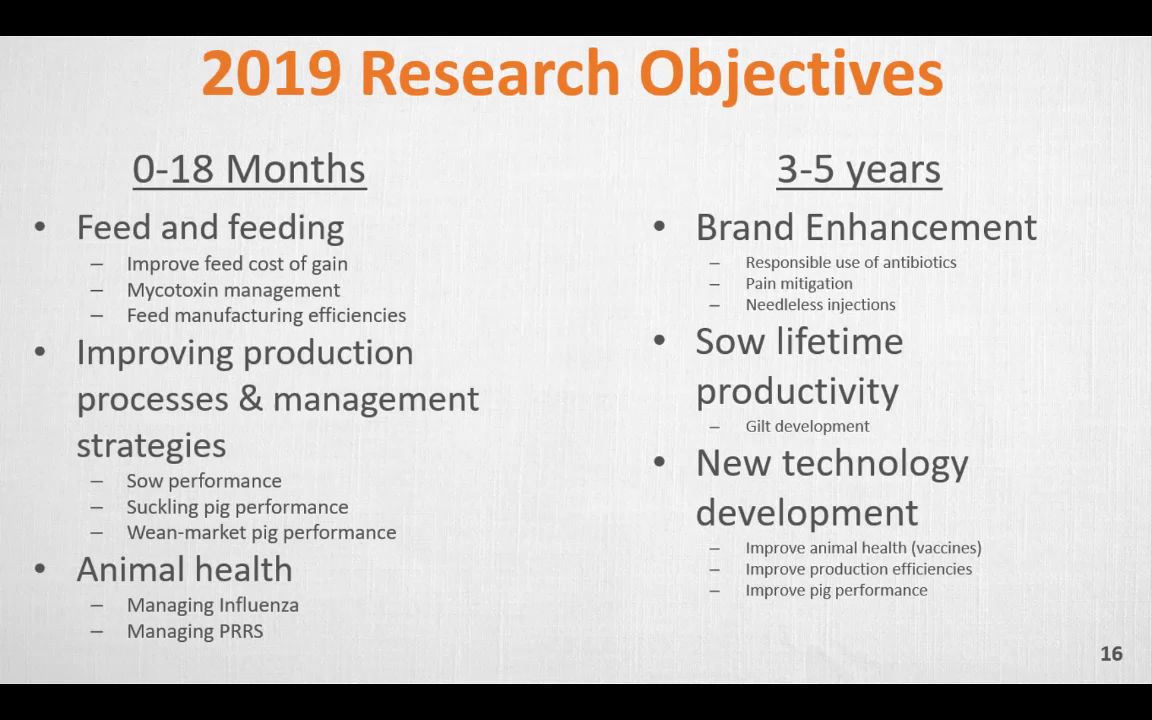 2019 Research Objectives
0-18 Months
• Feed and feeding
– Improve feed cost of gain
– Mycotoxin management
– Feed manufacturing efficiencies
• Improving production
processes & management
strategies
– Sow performance
– Suckling pig performance
– Wean-market pig performance
• Animal health
– Managing Influenza
– Managing PRRS
3-5 years
• Brand Enhancement
– Responsible use of antibiotics
– Pain mitigation
– Needleless injections
• Sow lifetime
productivity
– Gilt development
• New technology
development
– Improve animal health (vaccines)
– Improve production efficiencies
– Improve pig performance
16